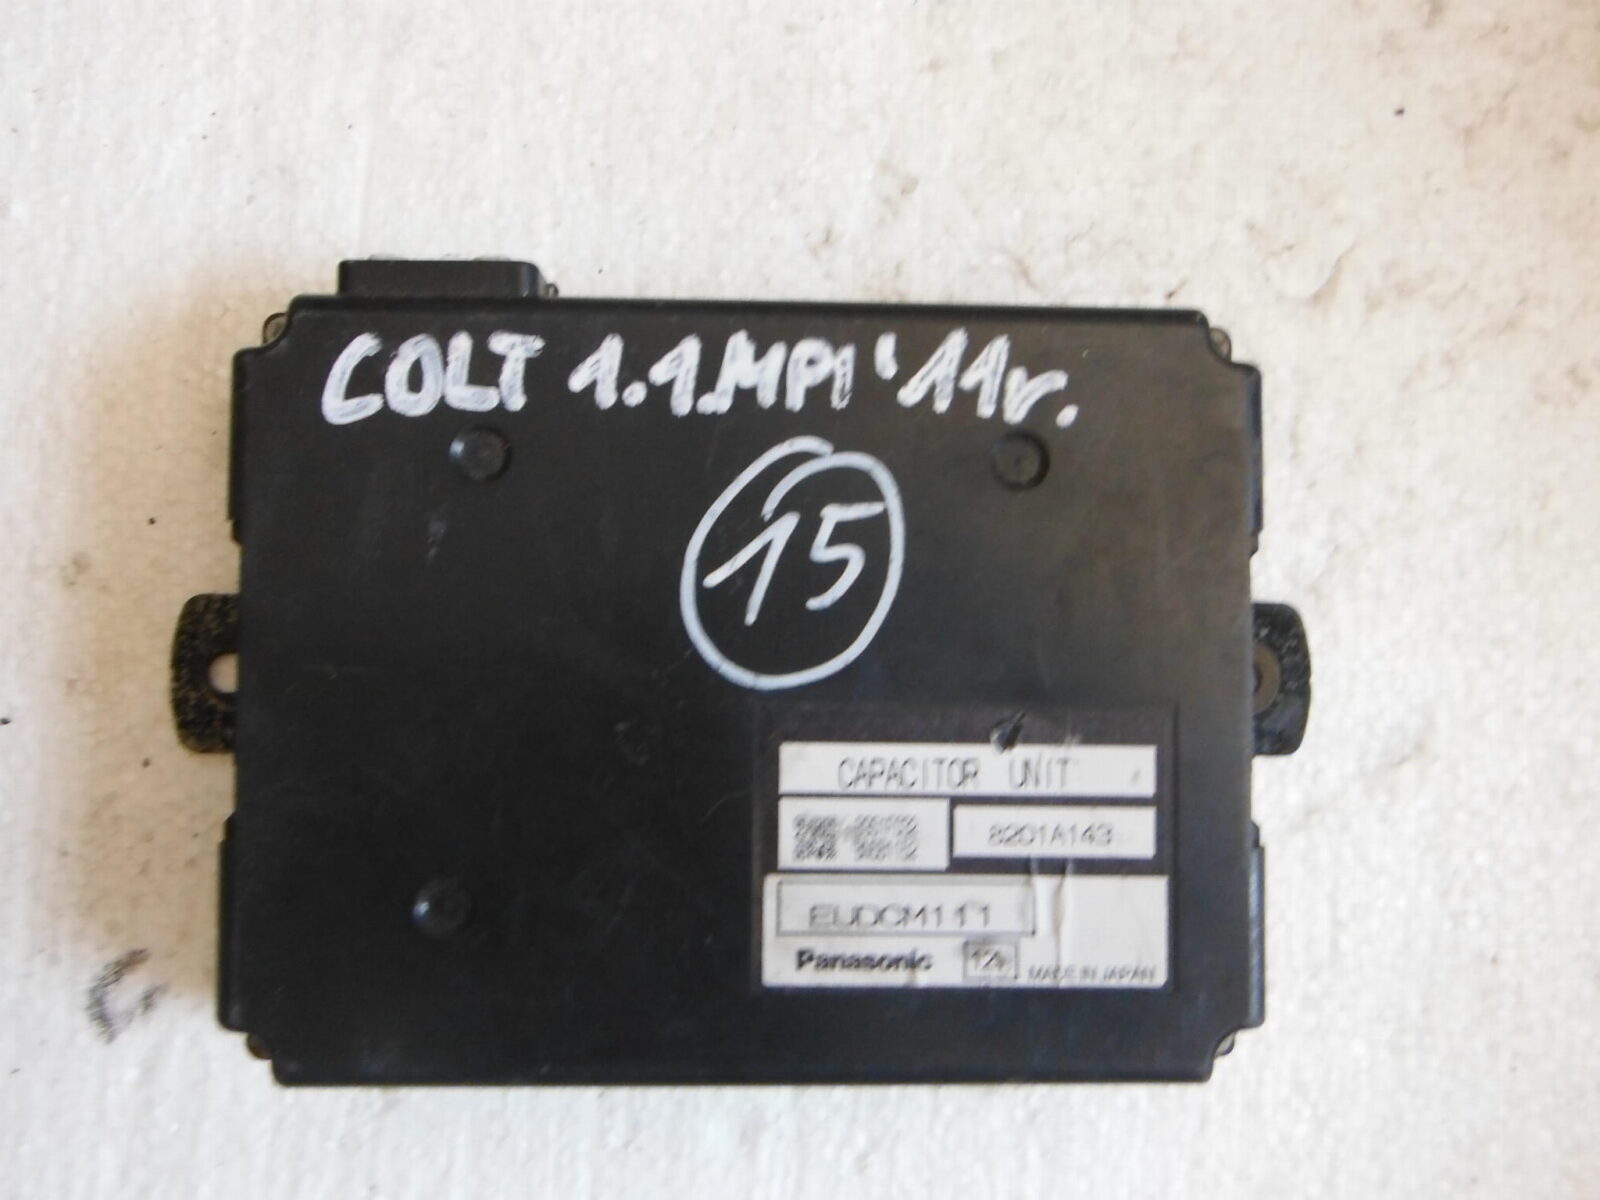 COLT 1.1.MPI '11r.
15
CAPACITOR UNIT
8201A143
EUDCM111
Panasonic 12V MADE IN JAPAN